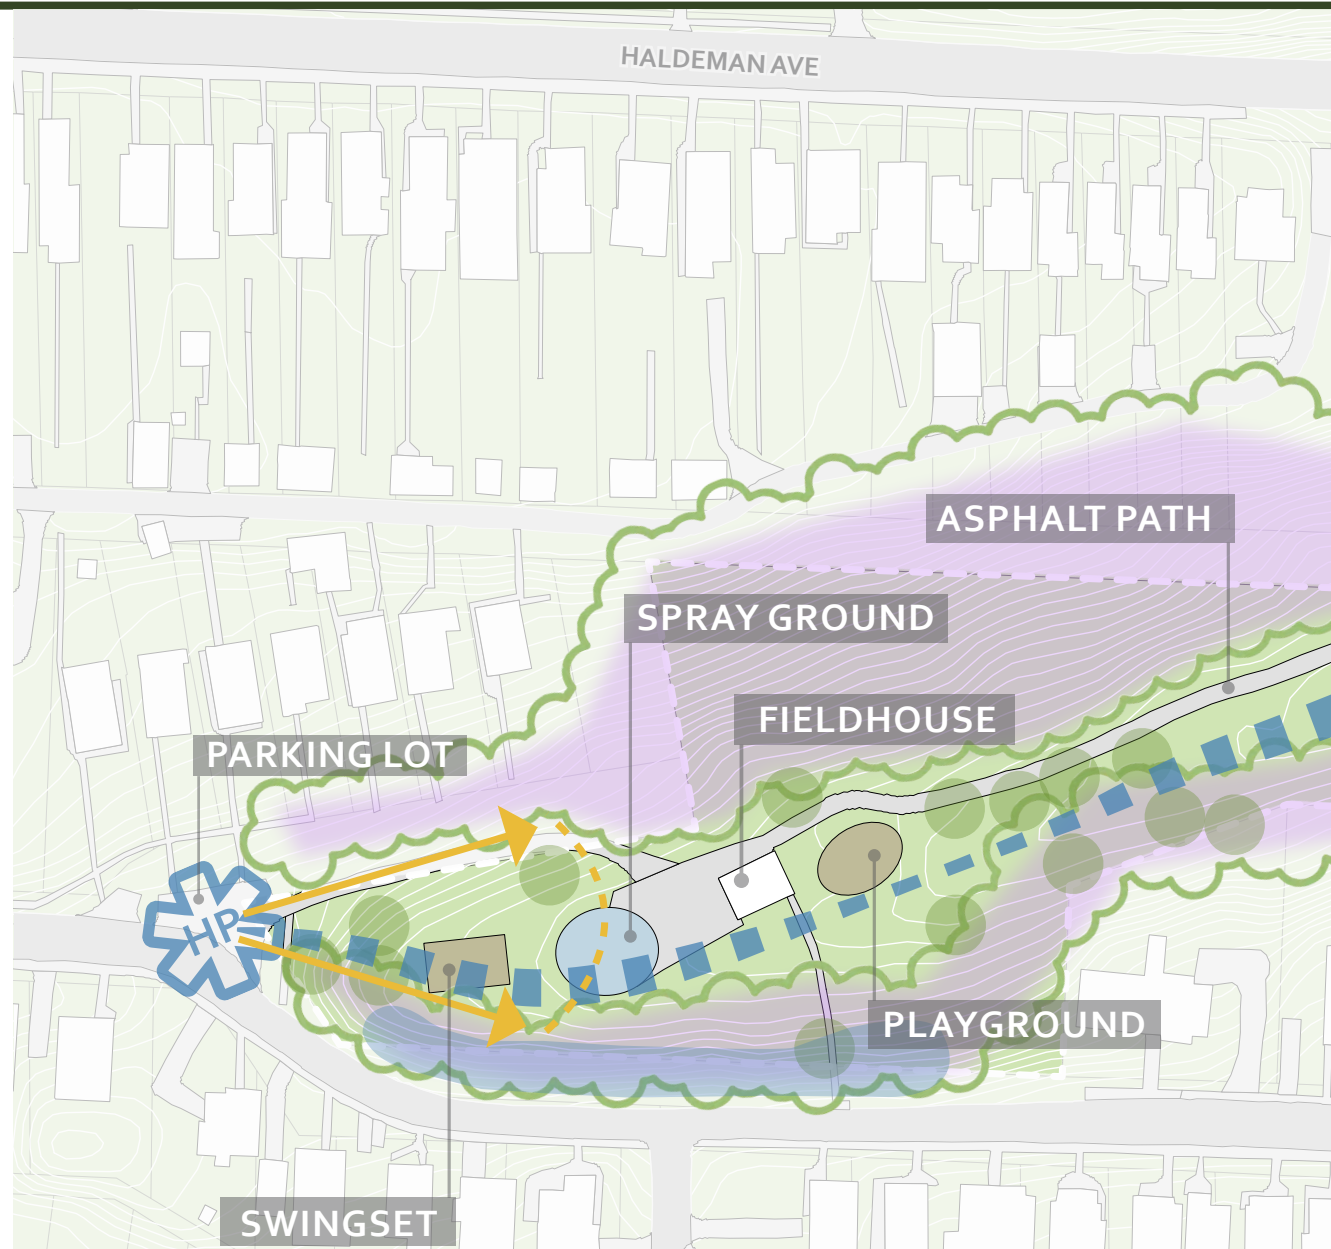 HALDEMAN AVE
ASPHALT PATH
SPRAY GROUND
FIELDHOUSE
PARKING LOT
HP
PLAYGROUND
SWINGSET